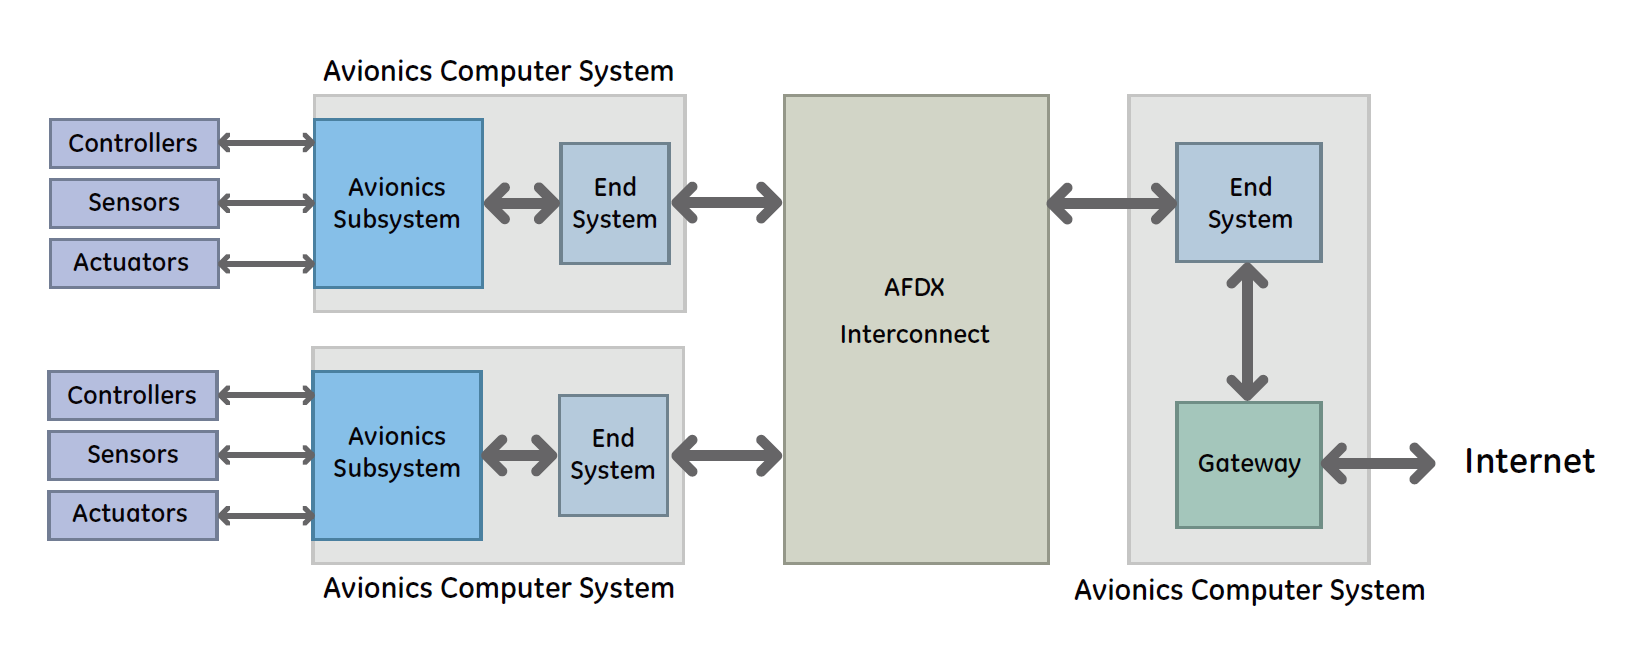 Avionics Computer System
Controllers
Sensors
Actuators
Avionics
Subsystem
End
System
Controllers
Sensors
Actuators
Avionics
Subsystem
End
System
Avionics Computer System
AFDX
Interconnect
End
System
Gateway
Internet
Avionics Computer System